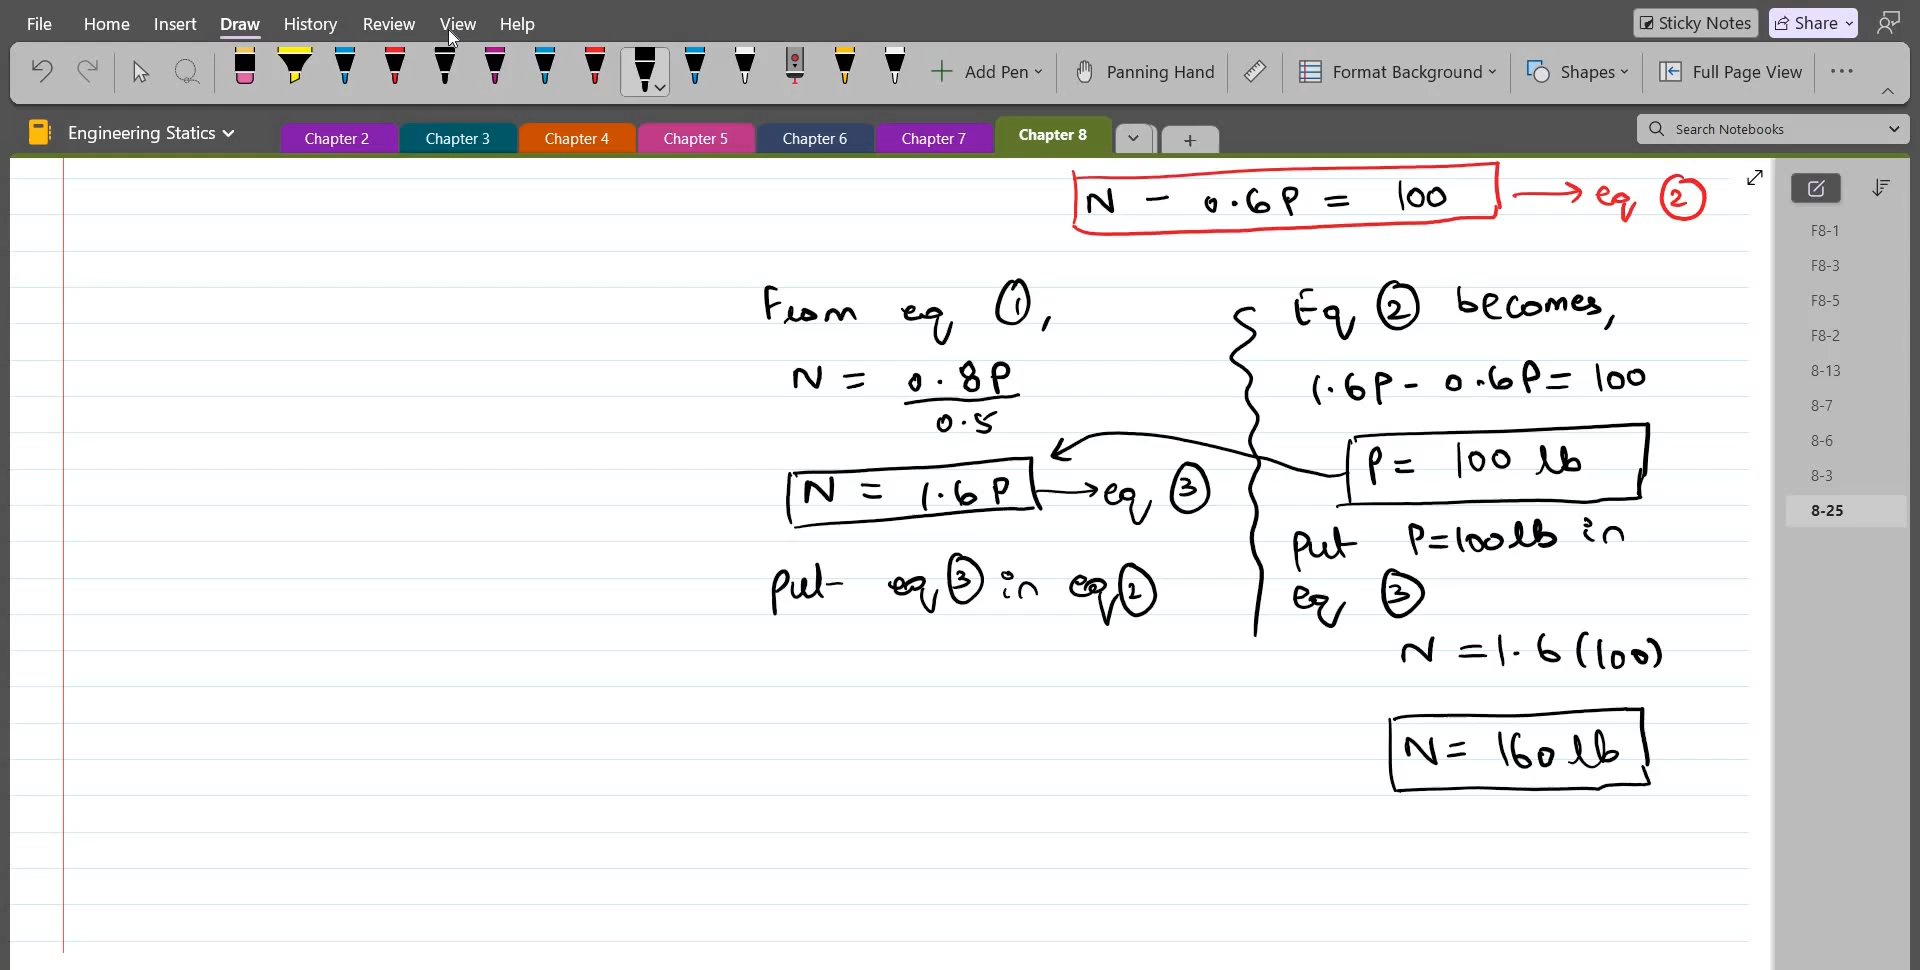 File Home Insert Draw History Review View Help
Sticky Notes Share
Add Pen Panning Hand Format Background Shapes Full Page View
Engineering Statics Chapter 2 Chapter 3 Chapter 4 Chapter 5 Chapter 6 Chapter 7 Chapter 8 Search Notebooks
N - 0.6P = 100 → eq ②
From eq ①,
N = 0.8P / 0.5
N = 1.6P → eq ③
put eq ③ in eq ②
Eq ② becomes,
1.6P - 0.6P = 100
P = 100 lb
put P=100lb in
eq ③
N = 1.6(100)
N = 160 lb
F8-1
F8-3
F8-5
F8-2
8-13
8-7
8-6
8-3
8-25